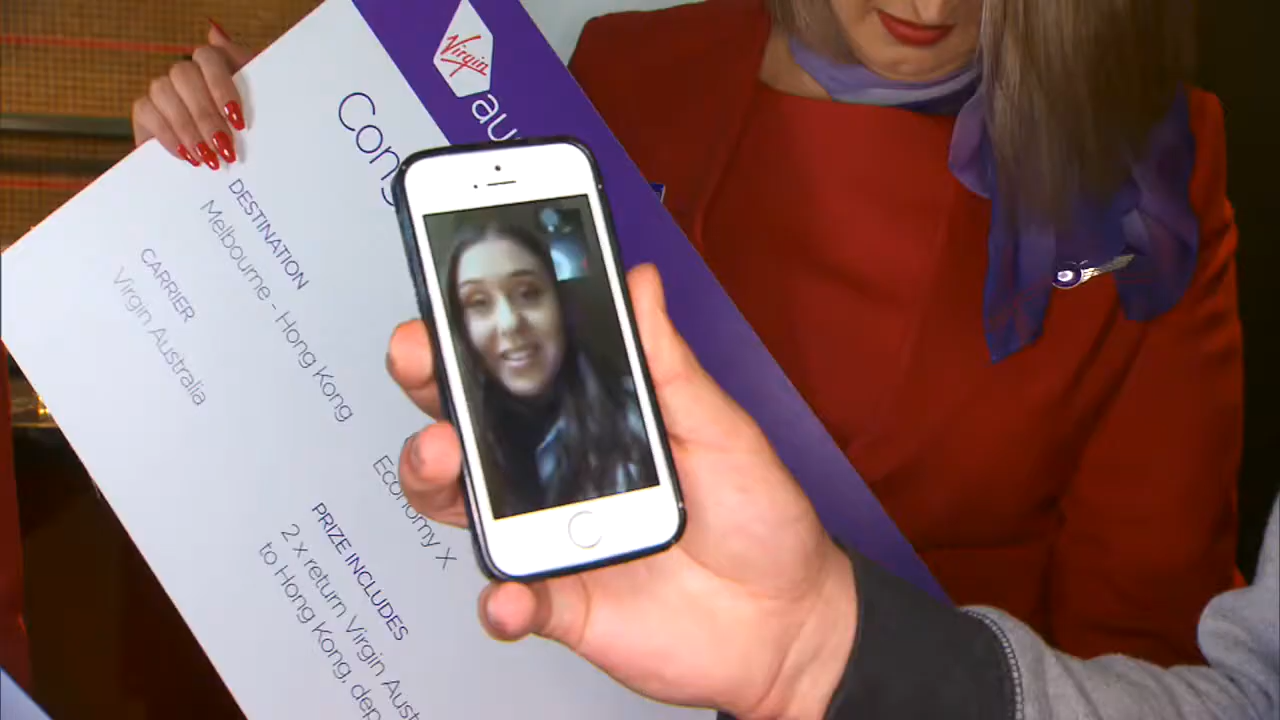 Virgin
au
Cong
DESTINATION
Melbourne - Hong Kong
CARRIER
Virgin Australia
Economy X
PRIZE INCLUDES
2 x return Virgin Aust
to Hong Kong, dep